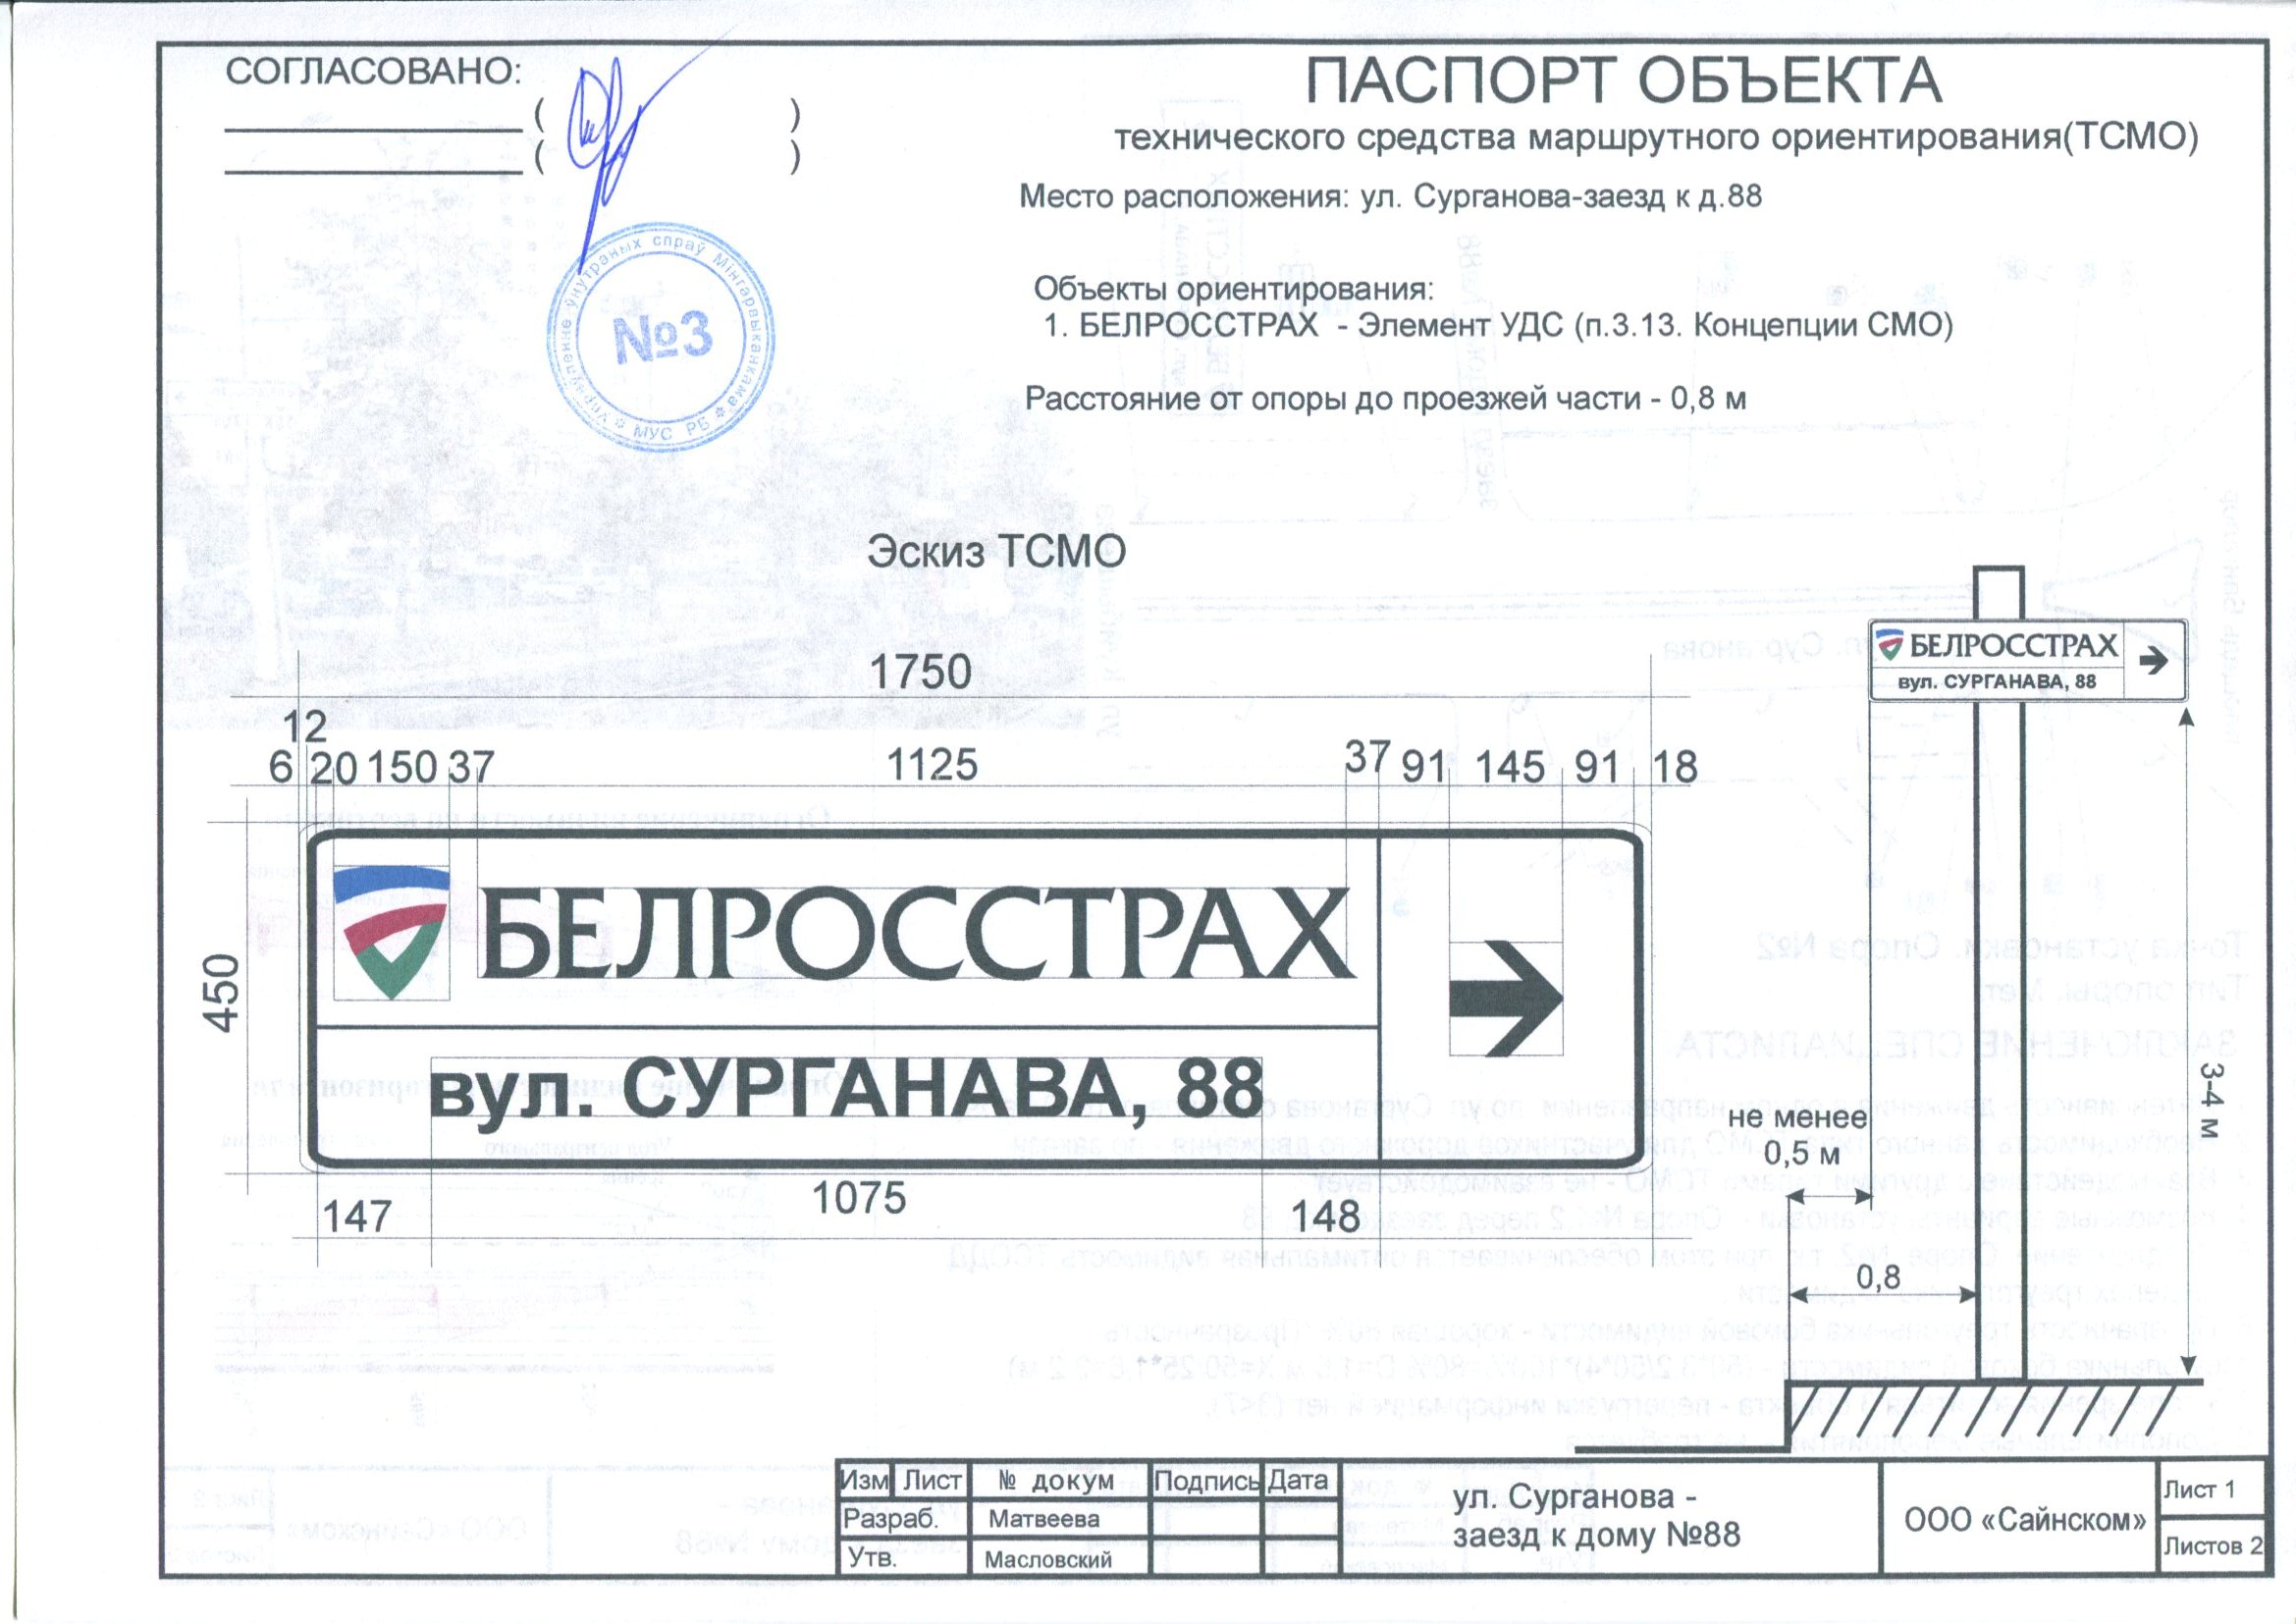 СОГЛАСОВАНО:
( )
( )
ўнутраных спраў Мінгарвыканкама
№3
МУС РБ
ПАСПОРТ ОБЪЕКТА
технического средства маршрутного ориентирования(ТСМО)
Место расположения: ул. Сурганова-заезд к д.88
Объекты ориентирования:
1. БЕЛРОССТРАХ - Элемент УДС (п.3.13. Концепции СМО)
Расстояние от опоры до проезжей части - 0,8 м
Эскиз ТСМО
1750
12
6 20 150 37 1125 37 91 145 91 18
450
БЕЛРОССТРАХ
вул. СУРГАНАВА, 88
147 1075 148
БЕЛРОССТРАХ
вул. СУРГАНАВА, 88
3-4 м
не менее
0,5 м
0,8
Изм Лист № докум Подпись Дата
Разраб. Матвеева
Утв. Масловский
ул. Сурганова -
заезд к дому №88
ООО «Сайнском»
Лист 1
Листов 2